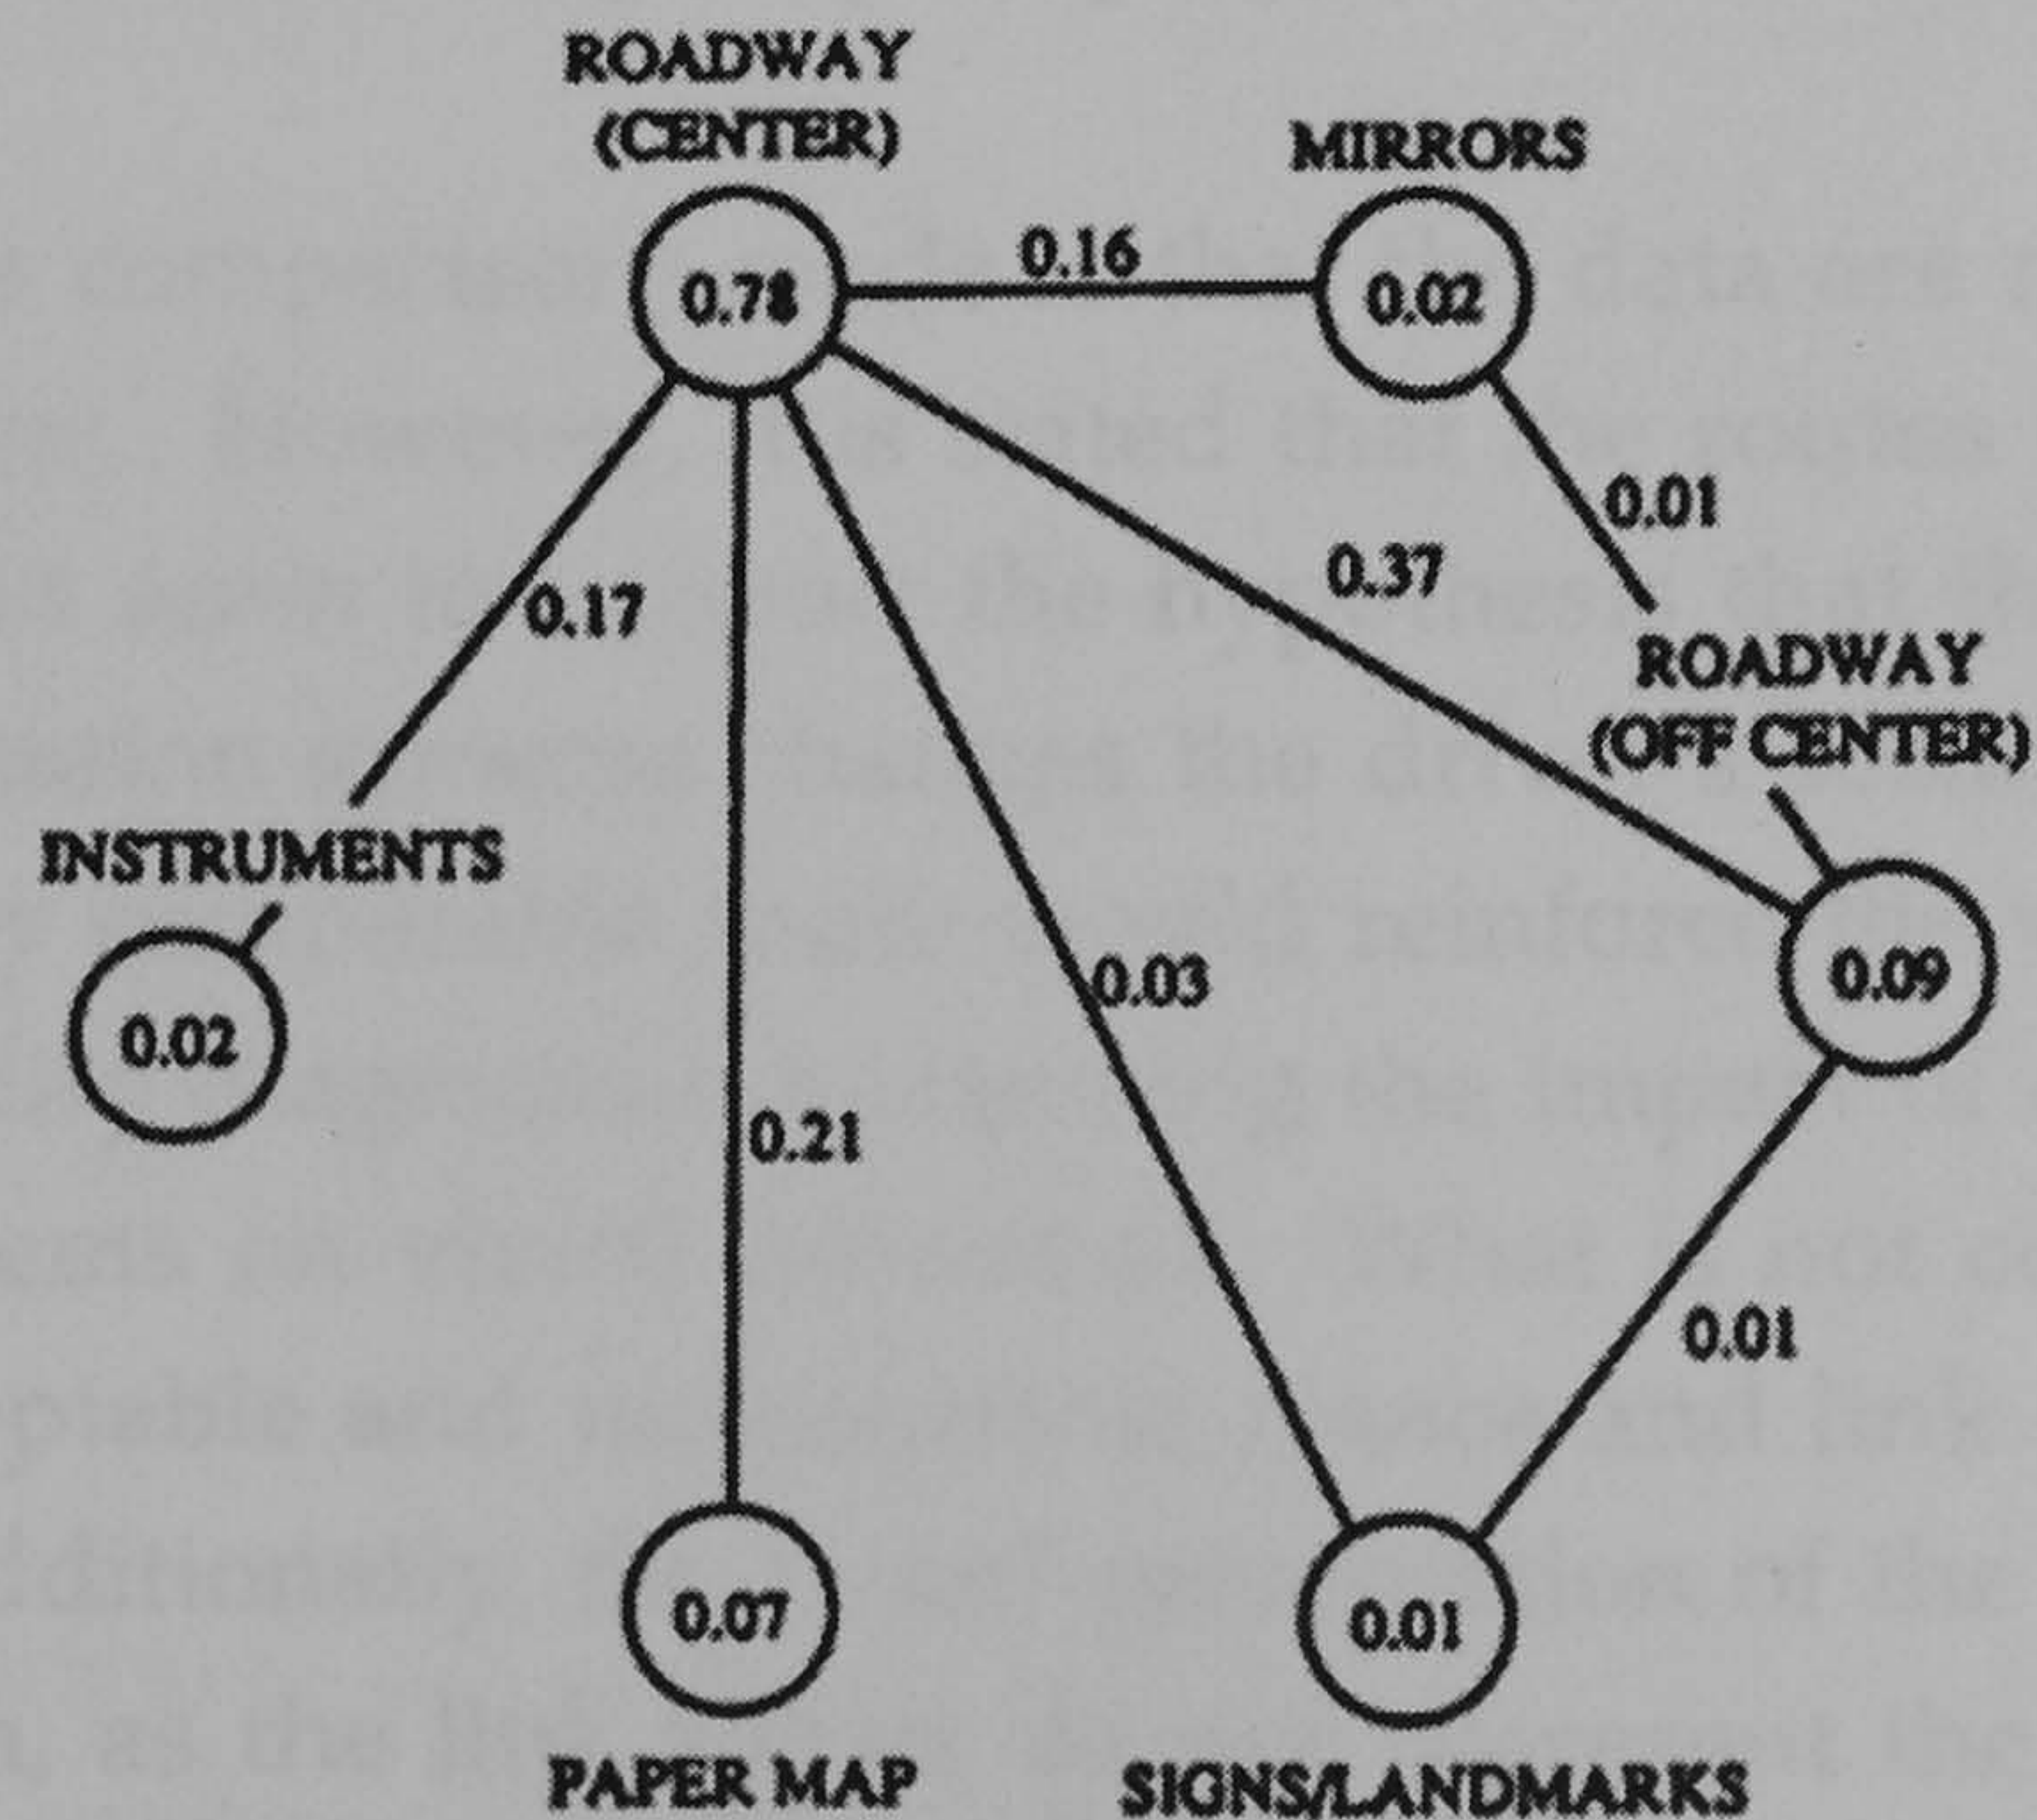 ROADWAY
(CENTER)
MIRRORS
0.16
0.78
0.02
0.01
0.37
0.17
ROADWAY
(OFF CENTER)
INSTRUMENTS
0.03
0.09
0.02
0.21
0.01
0.07
0.01
PAPER MAP
SIGNS/LANDMARKS